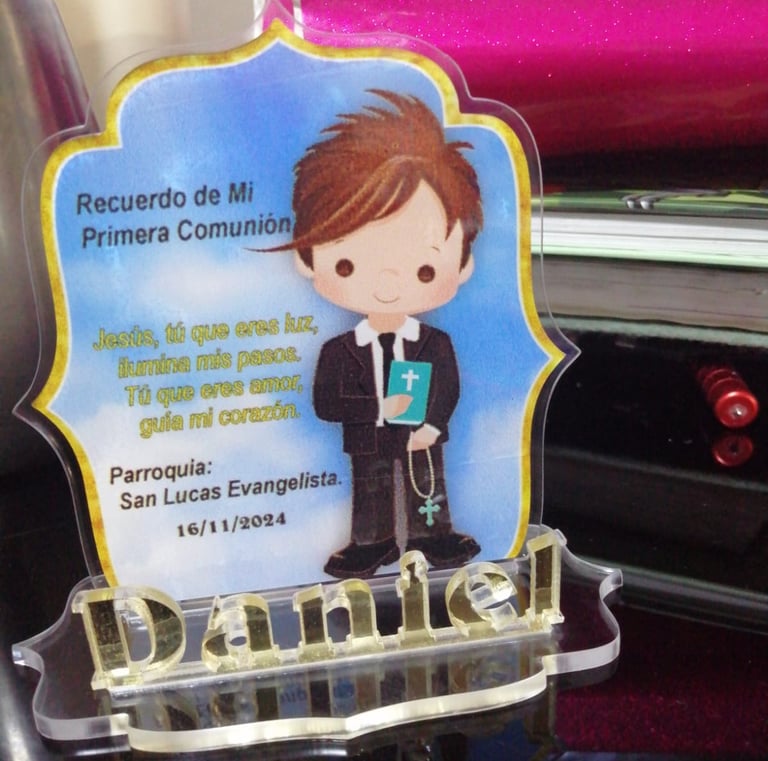 Recuerdo de Mi
Primera Comunión
Jesús, tú que eres luz,
ilumina mis pasos.
Tú que eres amor,
guía mi corazón.
Parroquia:
San Lucas Evangelista.
16/11/2024
Daniel